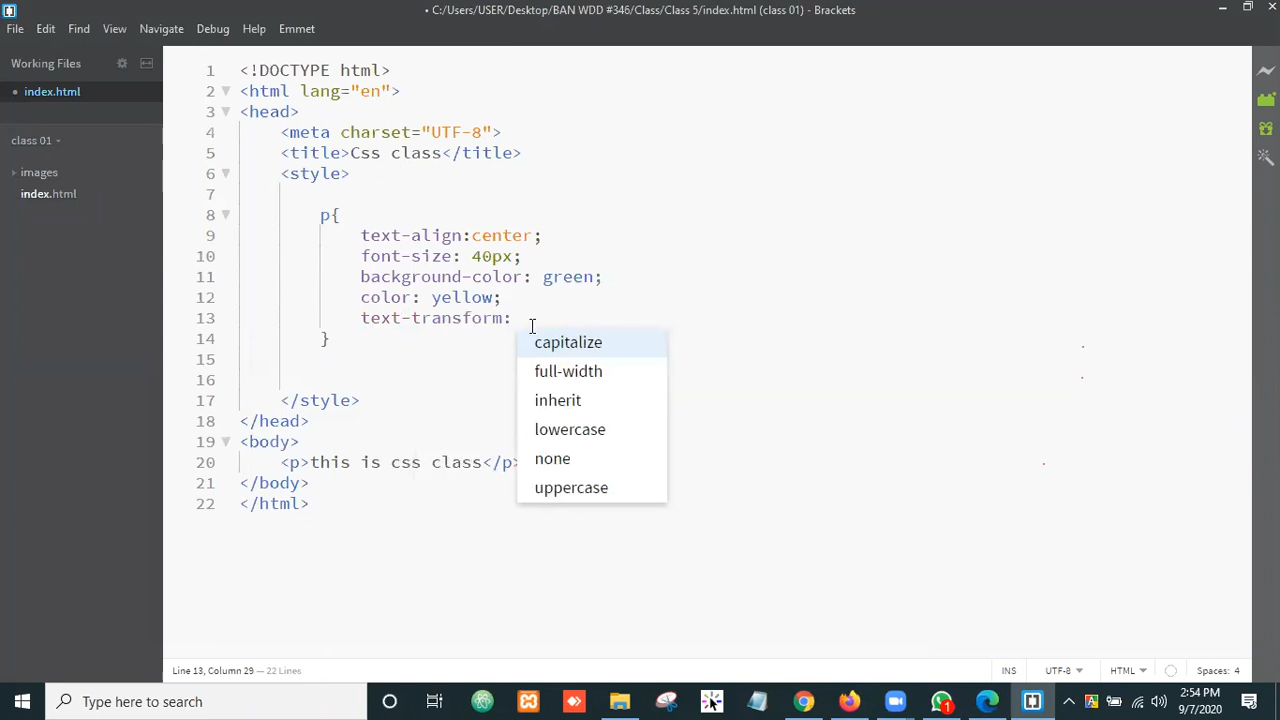 • C:/Users/USER/Desktop/BAN WDD #346/Class/Class 5/index.html (class 01) - Brackets
File Edit Find View Navigate Debug Help Emmet
Working Files
• index.html
class 01
images
index.html
1 <!DOCTYPE html>
2 <html lang="en">
3 <head>
4 <meta charset="UTF-8">
5 <title>Css class</title>
6 <style>
7
8 p{
9 text-align:center;
10 font-size: 40px;
11 background-color: green;
12 color: yellow;
13 text-transform:
14 }
15
16
17 </style>
18 </head>
19 <body>
20 <p>this is css class</p>
21 </body>
22 </html>
capitalize
full-width
inherit
lowercase
none
uppercase
Line 13, Column 29 — 22 Lines
INS UTF-8 HTML Spaces: 4
Type here to search
1
2:54 PM
9/7/2020